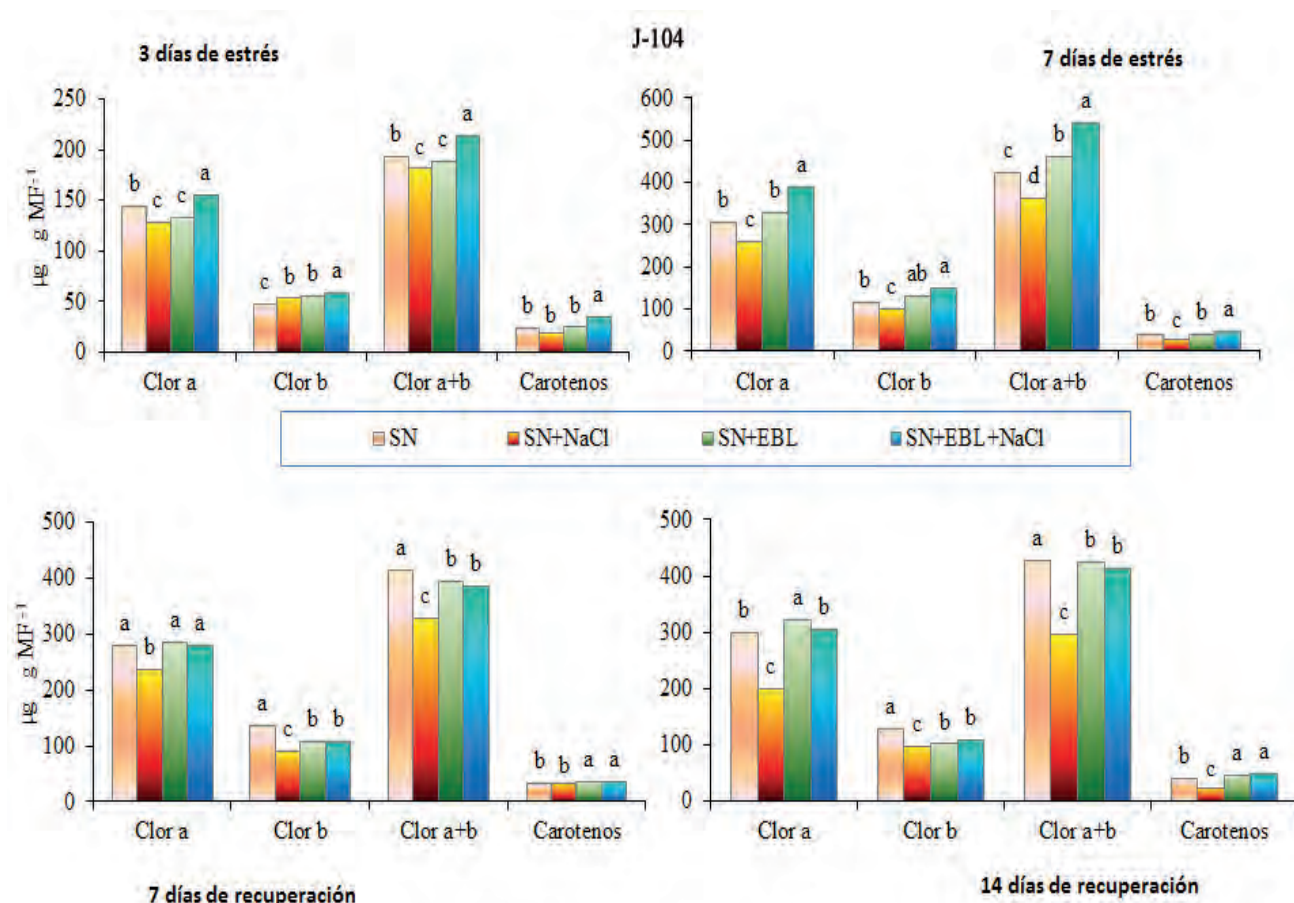 J-104
3 días de estrés
7 días de estrés
µg g MF⁻¹
250
200
150
100
50
0
b c c a
c b b a
b c c a
b b b a
Clor a Clor b Clor a+b Carotenos
600
500
400
300
200
100
0
b c b a
b c ab a
c d b a
b c b a
Clor a Clor b Clor a+b Carotenos
SN SN+NaCl SN+EBL SN+EBL+NaCl
µg g MF⁻¹
500
400
300
200
100
0
a b a a
a c b b
a c b b
b b a a
Clor a Clor b Clor a+b Carotenos
7 días de recuperación
500
400
300
200
100
0
b c a b
a c b b
a c b b
b c a a
Clor a Clor b Clor a+b Carotenos
14 días de recuperación